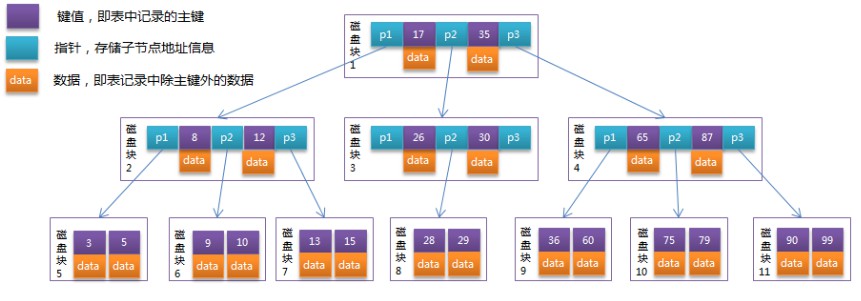 键值，即表中记录的主键
指针，存储子节点地址信息
data 数据，即表记录中除主键外的数据
磁盘块1 p1 17 p2 35 p3
data data
磁盘块2 p1 8 p2 12 p3
data data
磁盘块3 p1 26 p2 30 p3
data data
磁盘块4 p1 65 p2 87 p3
data data
磁盘块5 3 5
data data
磁盘块6 9 10
data data
磁盘块7 13 15
data data
磁盘块8 28 29
data data
磁盘块9 36 60
data data
磁盘块10 75 79
data data
磁盘块11 90 99
data data